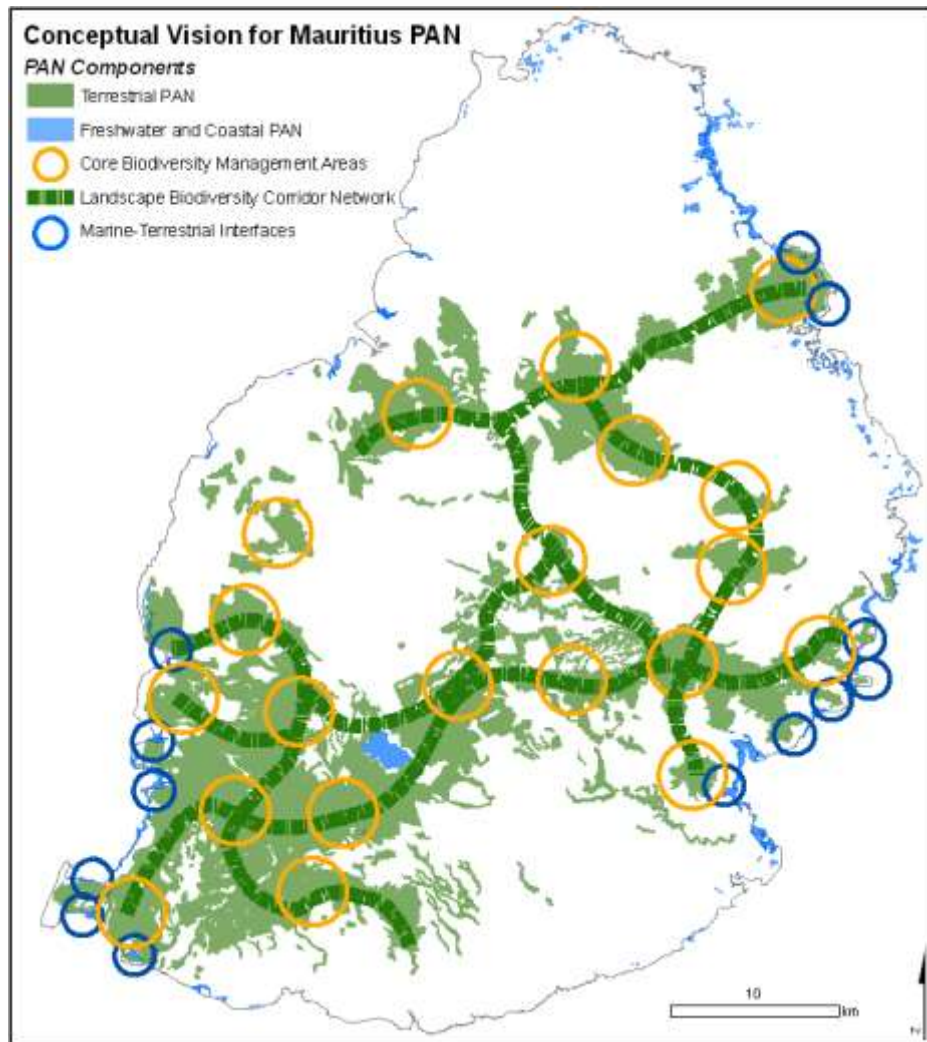 Conceptual Vision for Mauritius PAN
PAN Components
Terrestrial PAN
Freshwater and Coastal PAN
Core Biodiversity Management Areas
Landscape Biodiversity Corridor Network
Marine-Terrestrial Interfaces
10
km
N